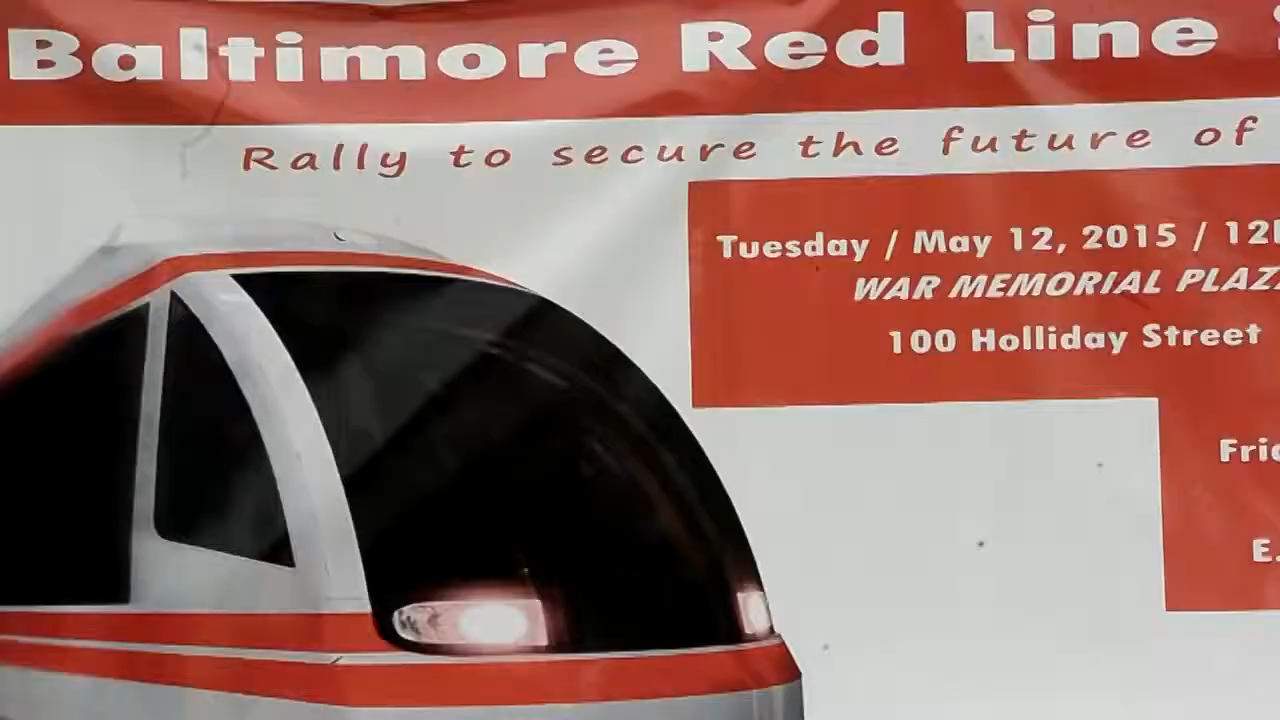 Baltimore Red Line
Rally to secure the future of
Tuesday / May 12, 2015 /
WAR MEMORIAL
100 Holliday Street
E.